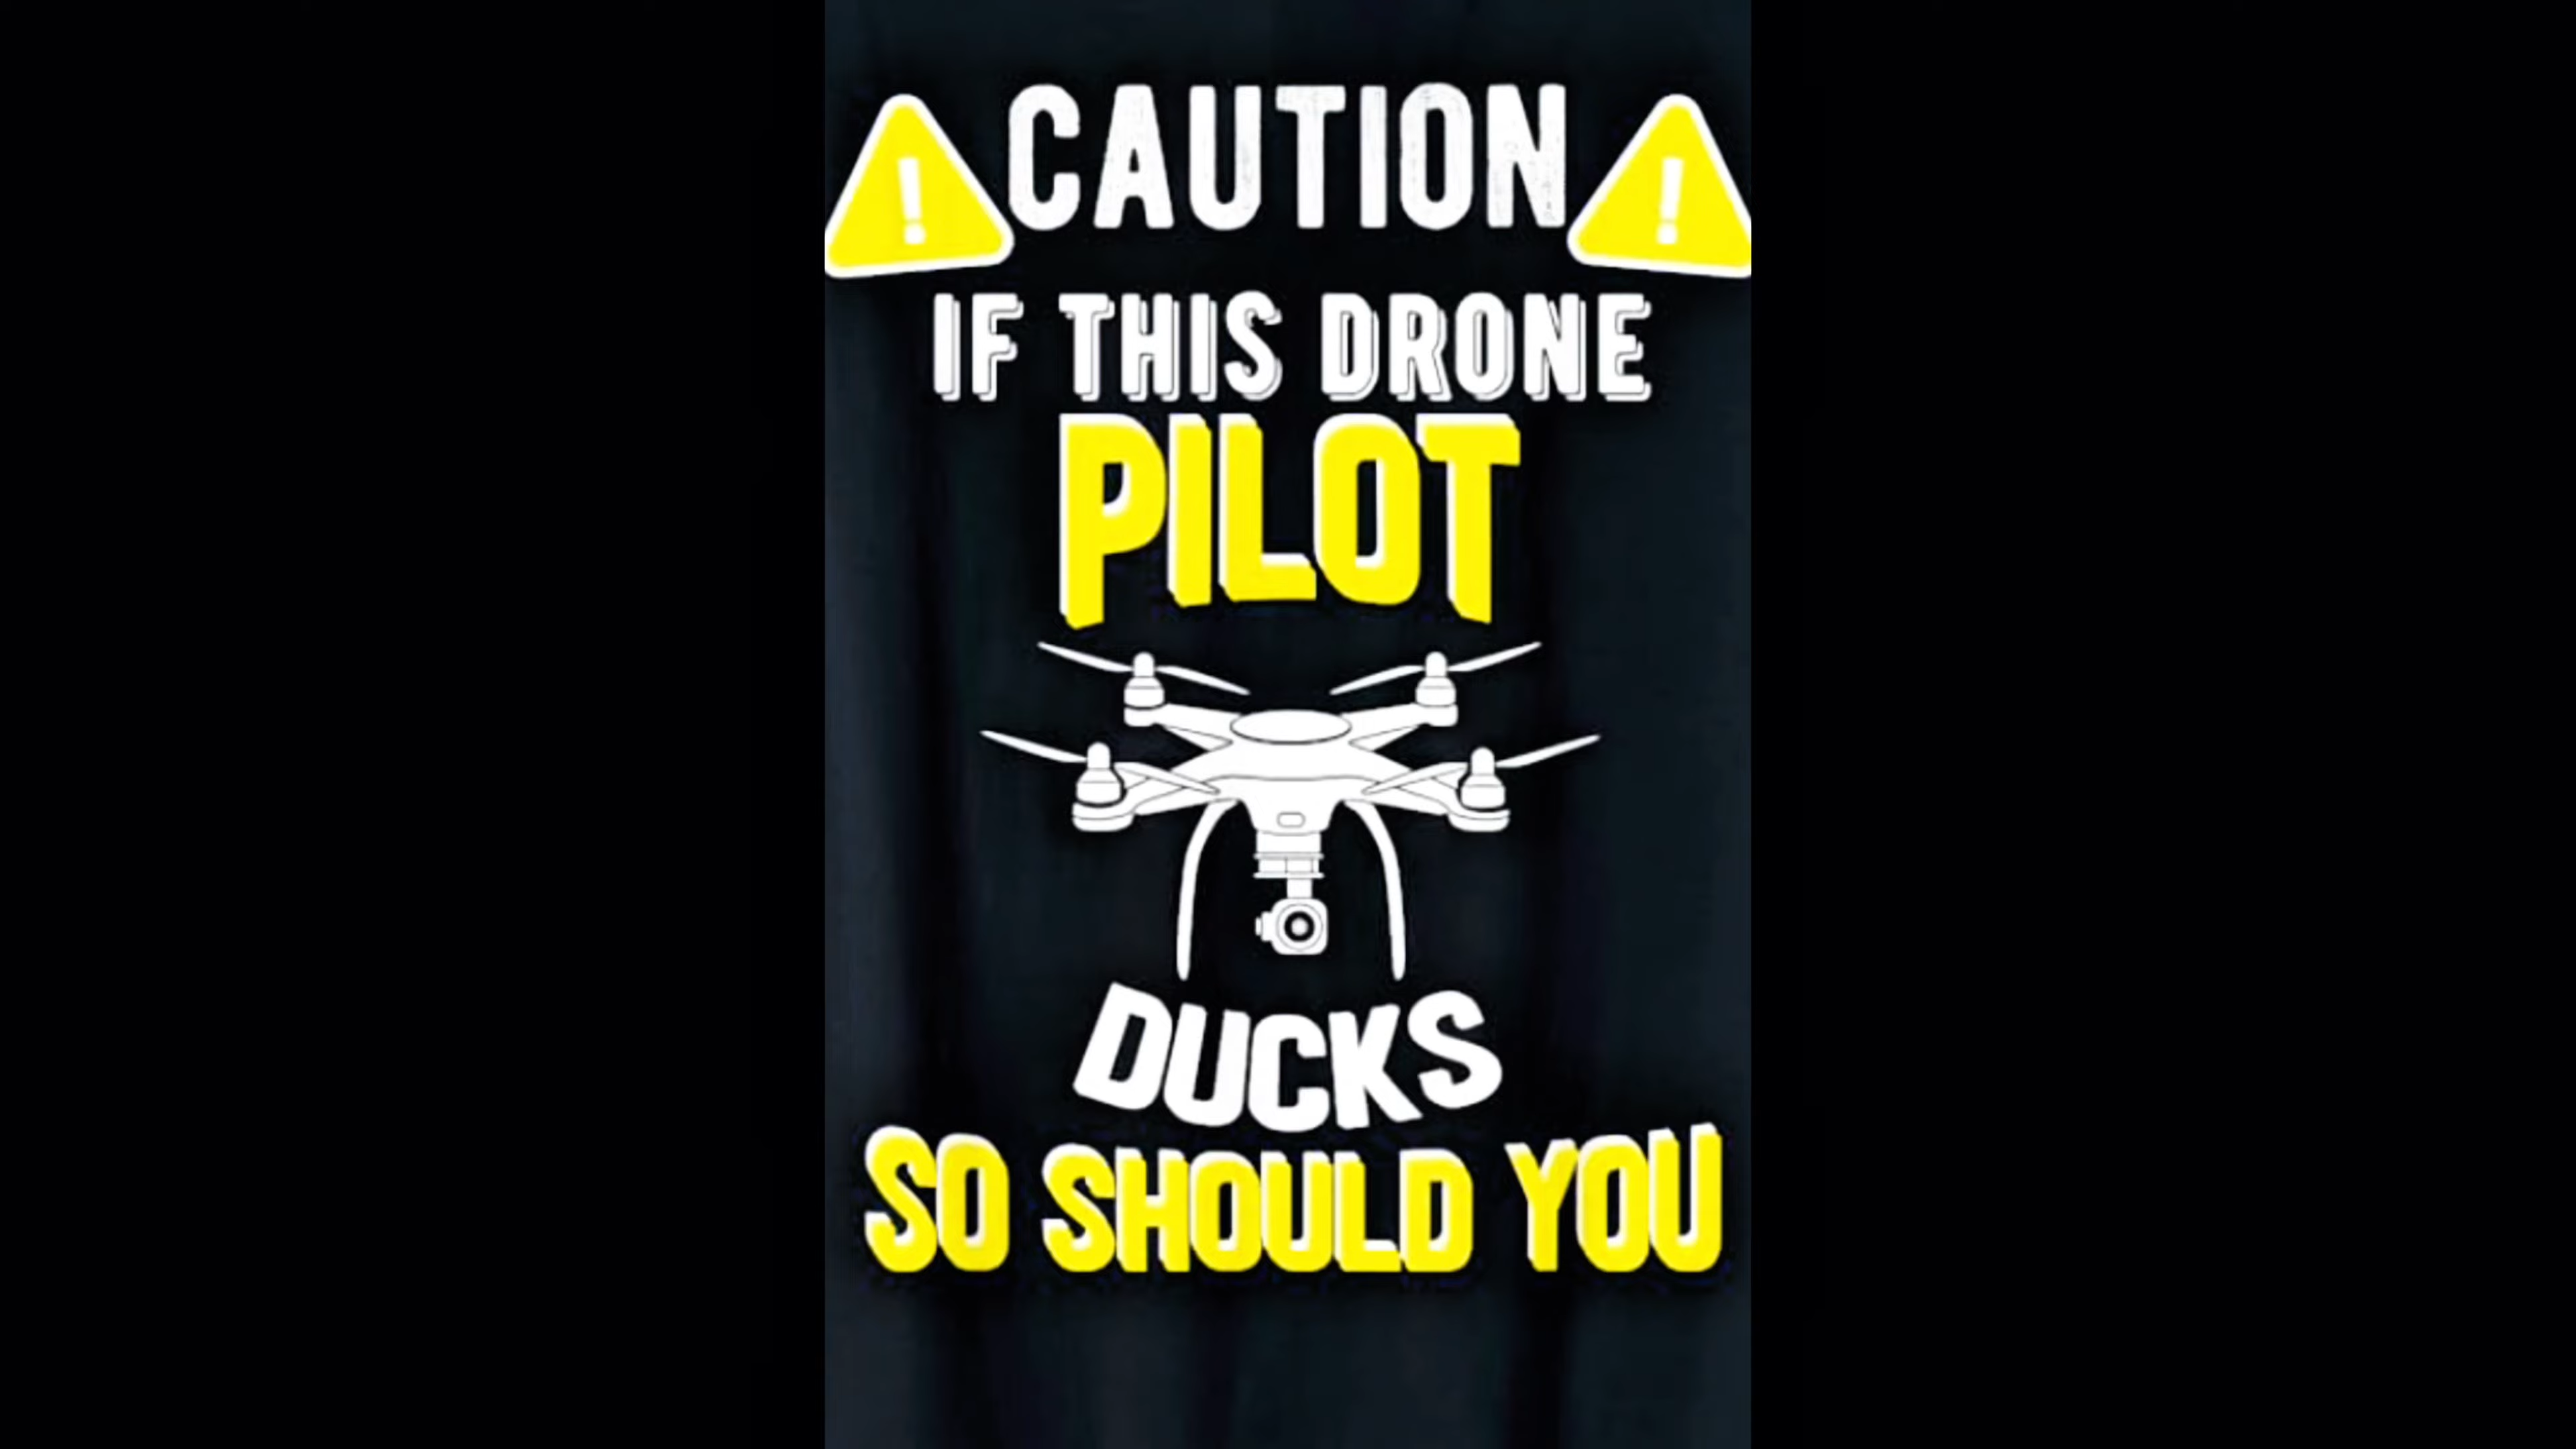 CAUTION
IF THIS DRONE
PILOT
DUCKS
SO SHOULD YOU